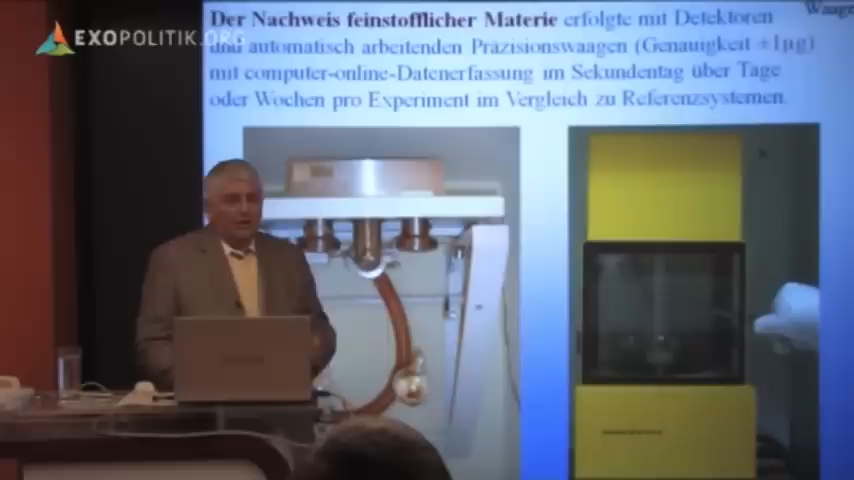 EXOPOLITIK.ORG
Der Nachweis feinstofflicher Materie erfolgte mit Detektoren
und automatisch arbeitenden Präzisionswaagen (Genauigkeit ±1µg)
mit computer-online-Datenerfassung im Sekundentag über Tage
oder Wochen pro Experiment im Vergleich zu Referenzsystemen.